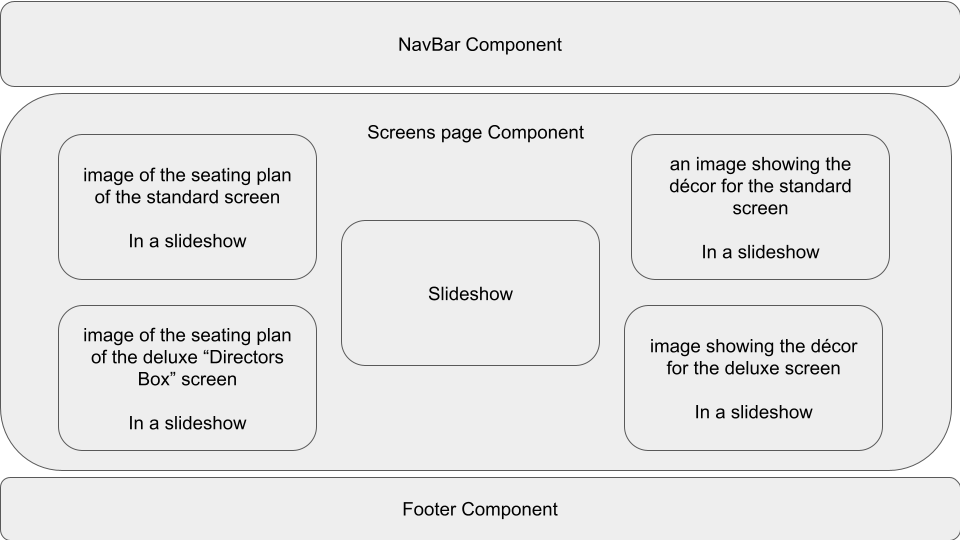 NavBar Component
Screens page Component
image of the seating plan
of the standard screen
In a slideshow
an image showing the
décor for the standard
screen
In a slideshow
Slideshow
image of the seating plan
of the deluxe “Directors
Box” screen
In a slideshow
image showing the décor
for the deluxe screen
In a slideshow
Footer Component